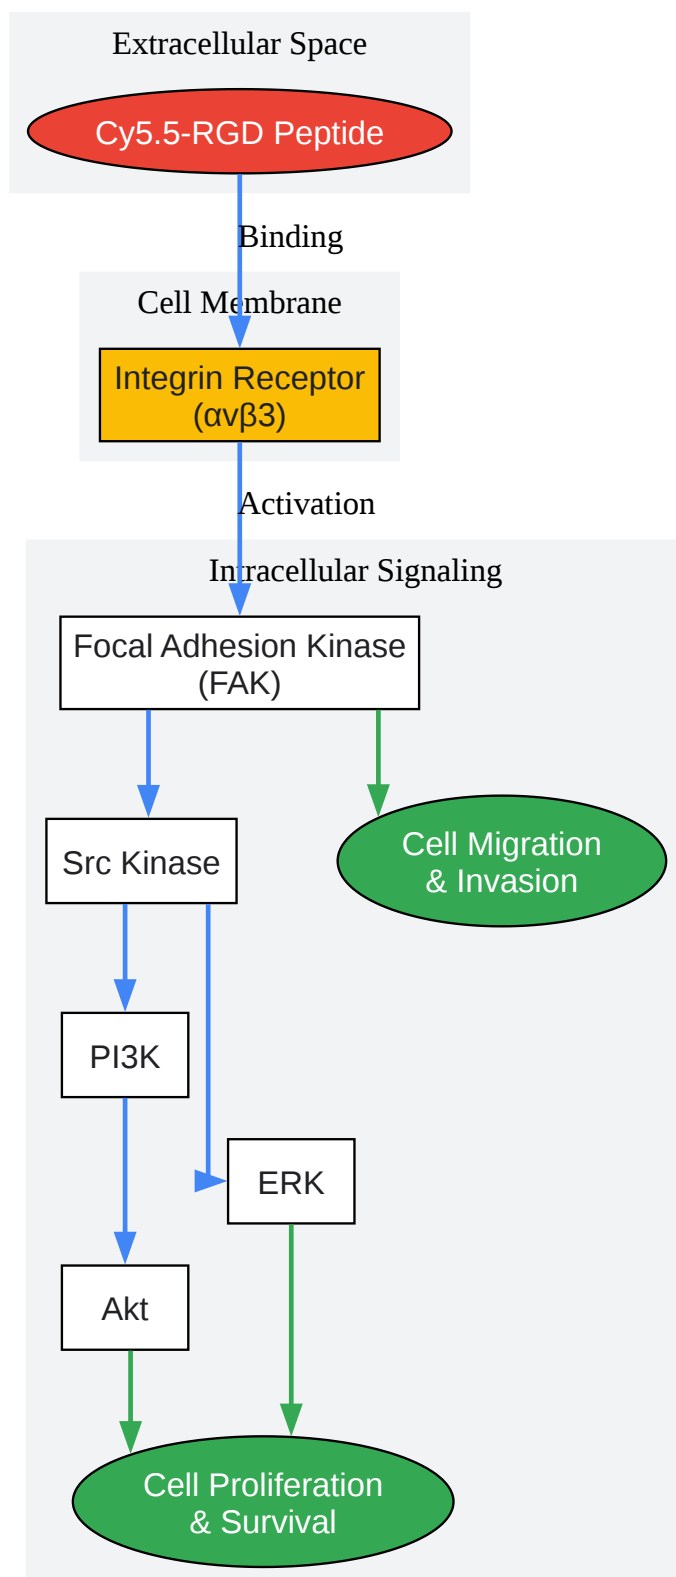 Extracellular Space
Cy5.5-RGD Peptide
Binding
Cell Membrane
Integrin Receptor
(αvβ3)
Activation
Intracellular Signaling
Focal Adhesion Kinase
(FAK)
Src Kinase
Cell Migration
& Invasion
PI3K
ERK
Akt
Cell Proliferation
& Survival